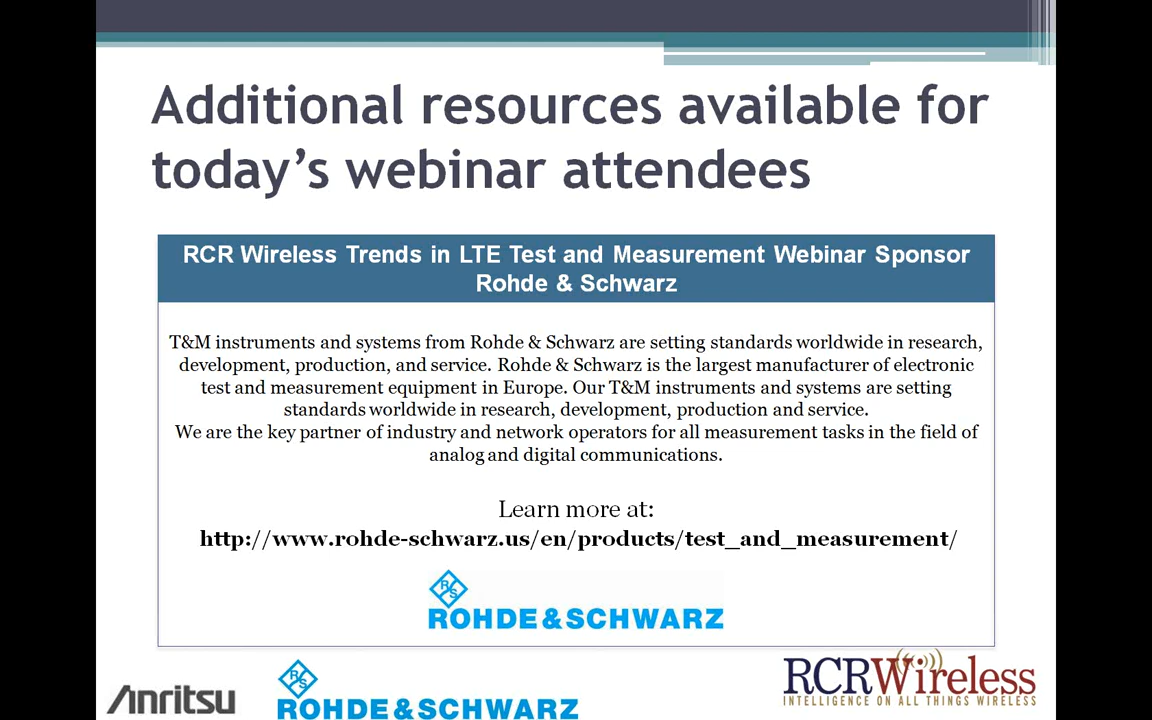 Additional resources available for
today’s webinar attendees
RCR Wireless Trends in LTE Test and Measurement Webinar Sponsor
Rohde & Schwarz
T&M instruments and systems from Rohde & Schwarz are setting standards worldwide in research,
development, production, and service. Rohde & Schwarz is the largest manufacturer of electronic
test and measurement equipment in Europe. Our T&M instruments and systems are setting
standards worldwide in research, development, production and service.
We are the key partner of industry and network operators for all measurement tasks in the field of
analog and digital communications.
Learn more at:
http://www.rohde-schwarz.us/en/products/test_and_measurement/
R/S
ROHDE&SCHWARZ
Anritsu
R/S
ROHDE&SCHWARZ
RCRWireless
INTELLIGENCE ON ALL THINGS WIRELESS